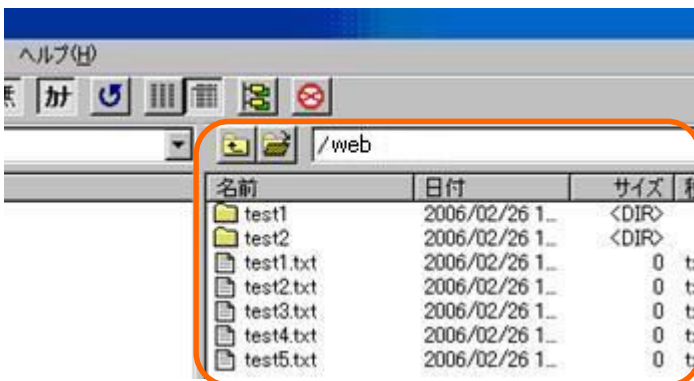 ヘルプ(H)
ｶﾅ
/web
名前 日付 サイズ
test1 2006/02/26 1... <DIR>
test2 2006/02/26 1... <DIR>
test1.txt 2006/02/26 1... 0
test2.txt 2006/02/26 1... 0
test3.txt 2006/02/26 1... 0
test4.txt 2006/02/26 1... 0
test5.txt 2006/02/26 1... 0